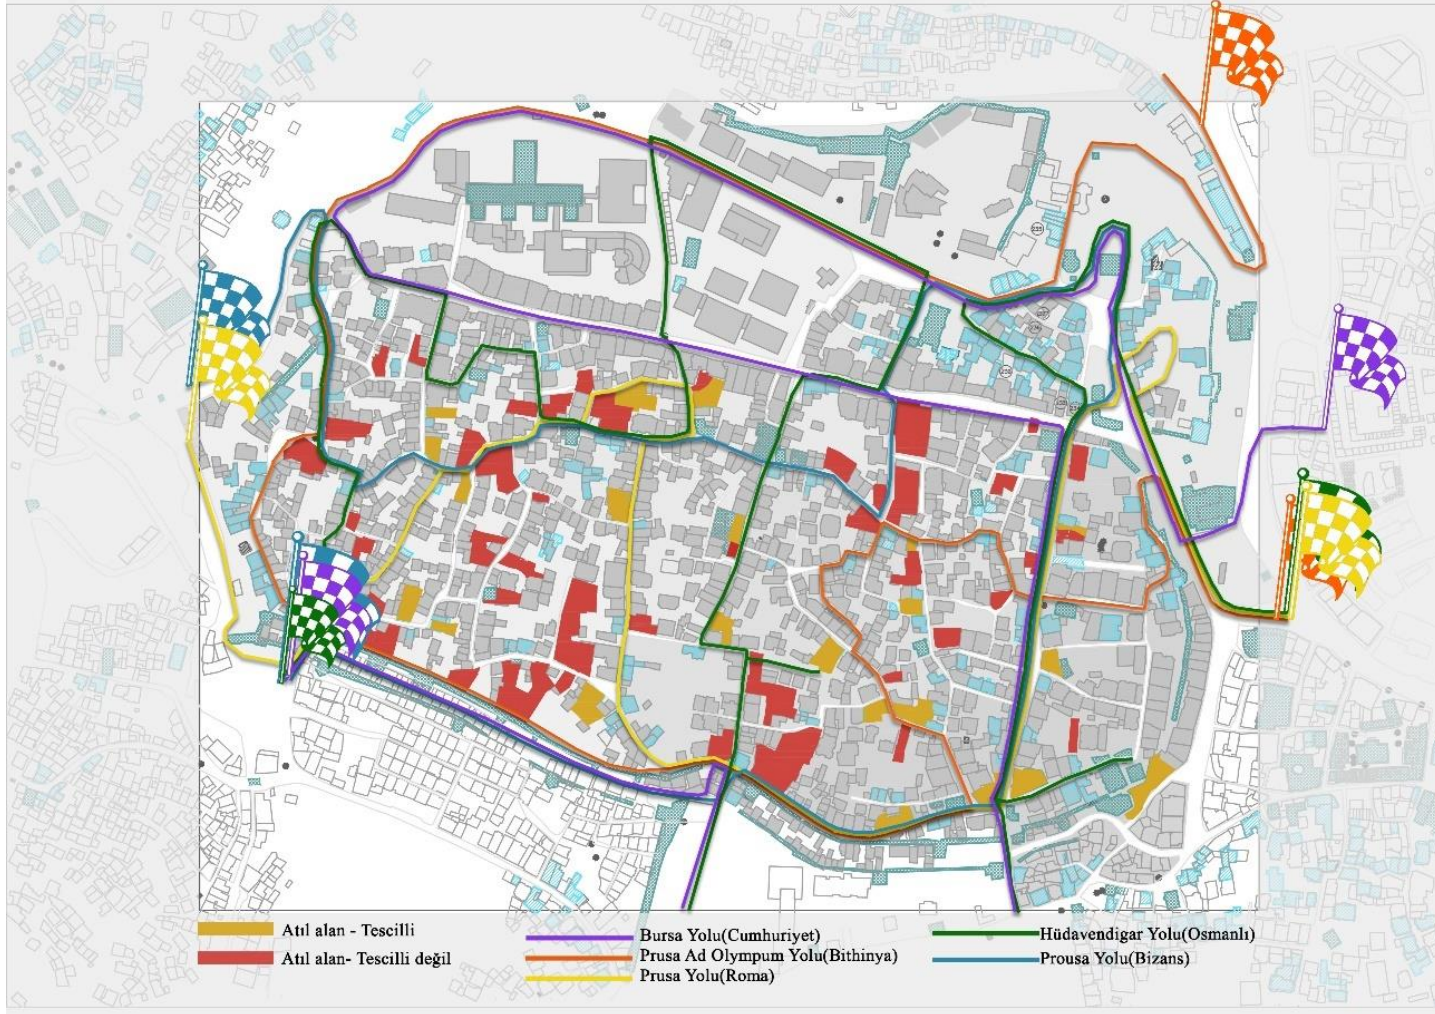 Atıl alan - Tescilli
Atıl alan- Tescilli değil
Bursa Yolu(Cumhuriyet)
Prusa Ad Olympum Yolu(Bithinya)
Prusa Yolu(Roma)
Hüdavendigar Yolu(Osmanlı)
Prousa Yolu(Bizans)